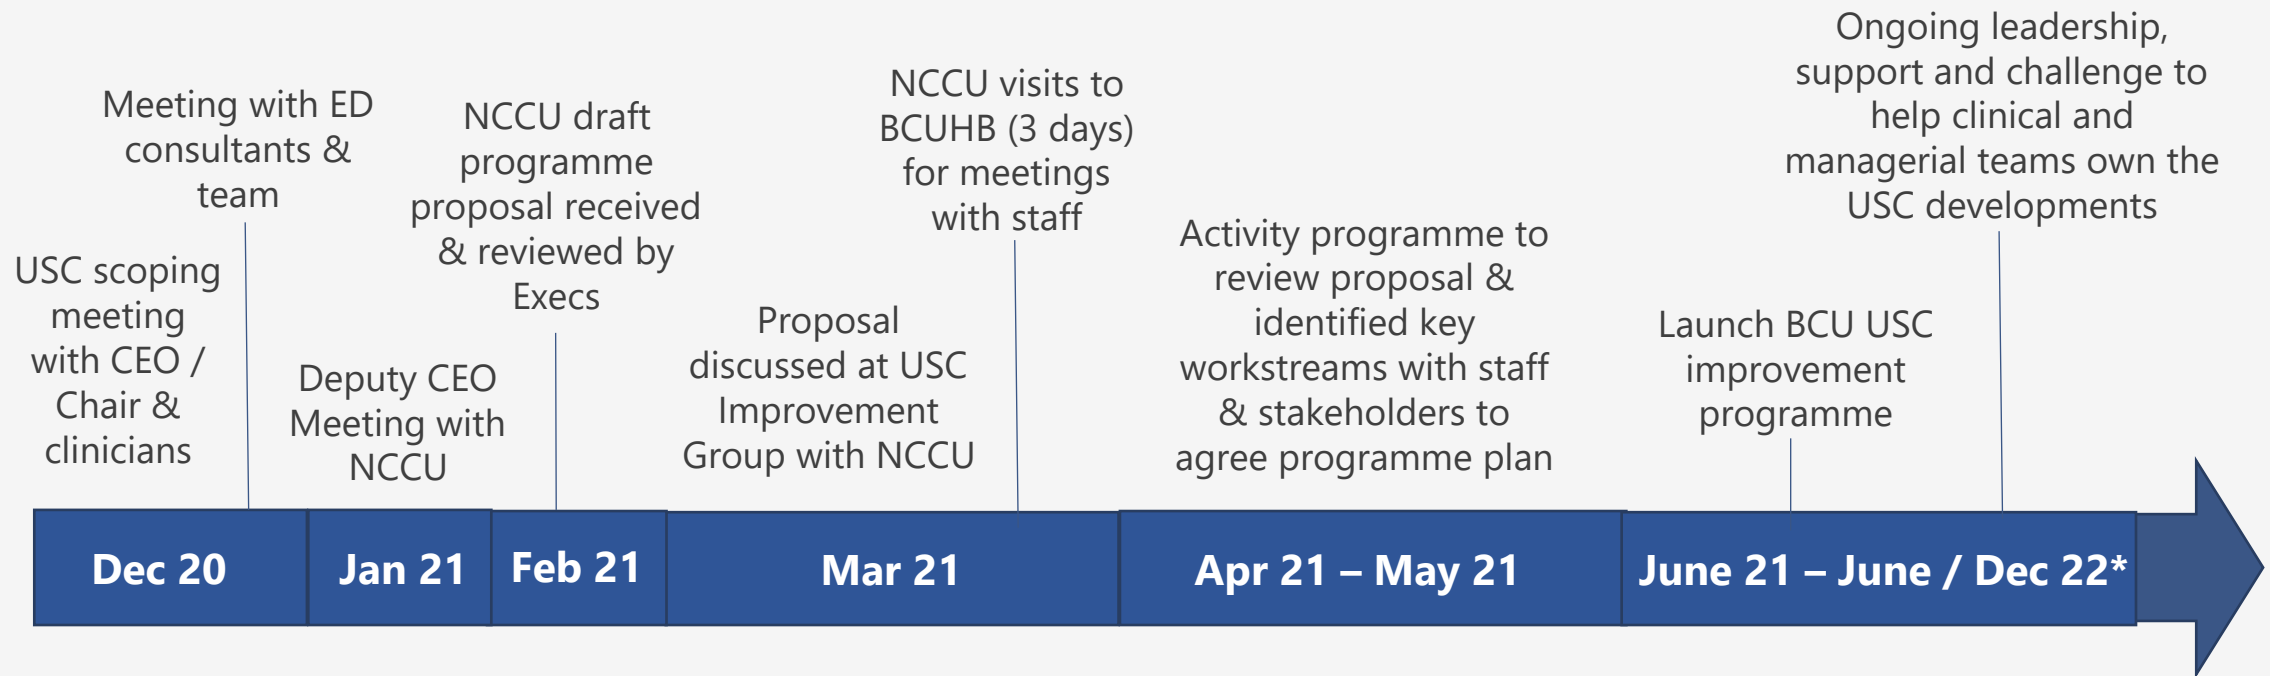 USC scoping
meeting
with CEO /
Chair &
clinicians
Meeting with ED
consultants &
team
Deputy CEO
Meeting with
NCCU
NCCU draft
programme
proposal received
& reviewed by
Execs
Proposal
discussed at USC
Improvement
Group with NCCU
NCCU visits to
BCUHB (3 days)
for meetings
with staff
Activity programme to
review proposal &
identified key
workstreams with staff
& stakeholders to
agree programme plan
Launch BCU USC
improvement
programme
Ongoing leadership,
support and challenge to
help clinical and
managerial teams own the
USC developments
Dec 20
Jan 21
Feb 21
Mar 21
Apr 21 – May 21
June 21 – June / Dec 22*